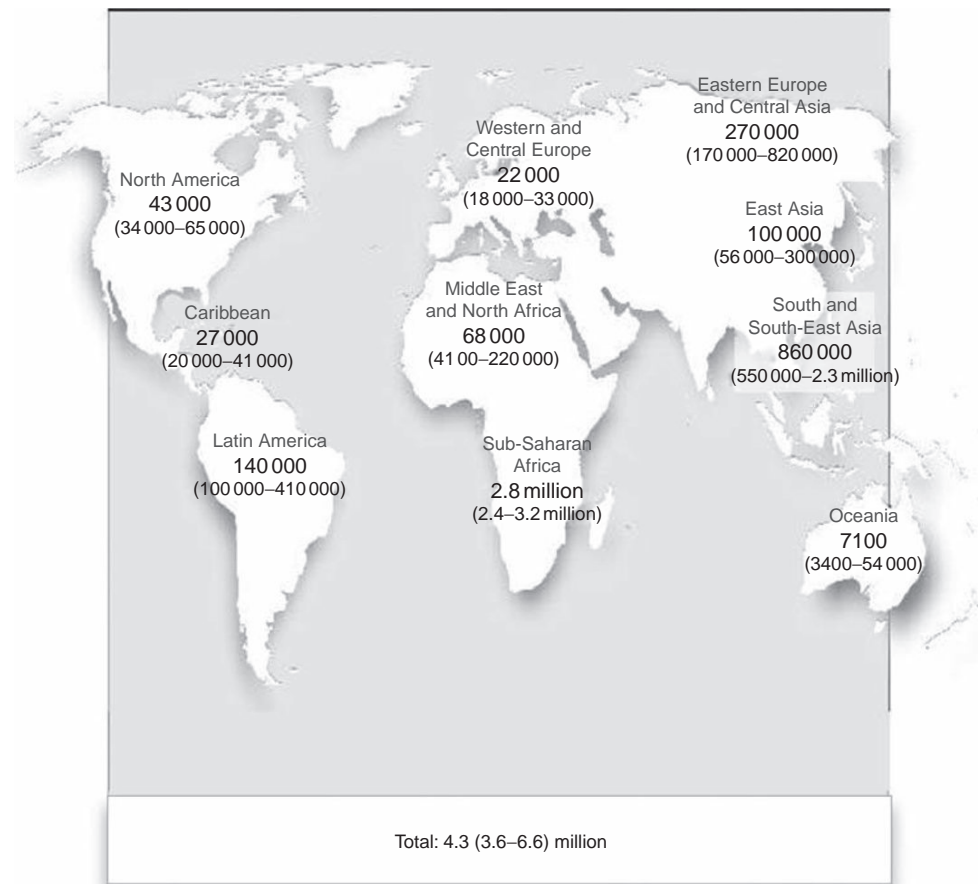 Eastern Europe
and Central Asia
270 000
(170 000–820 000)
Western and
Central Europe
22 000
(18 000–33 000)
North America
43 000
(34 000–65 000)
East Asia
100 000
(56 000–300 000)
Middle East
and North Africa
68 000
(41 00–220 000)
Caribbean
27 000
(20 000–41 000)
South and
South-East Asia
860 000
(550 000–2.3 million)
Latin America
140 000
(100 000–410 000)
Sub-Saharan
Africa
2.8 million
(2.4–3.2 million)
Oceania
7100
(3400–54 000)
Total: 4.3 (3.6–6.6) million